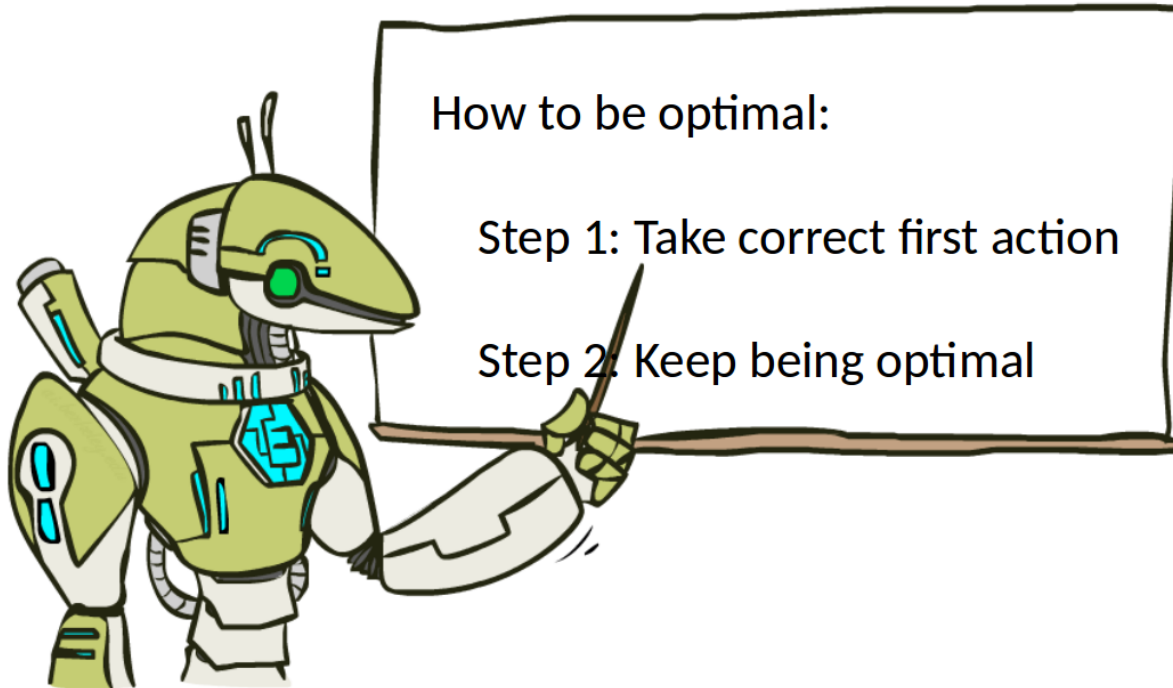 How to be optimal:
Step 1: Take correct first action
Step 2: Keep being optimal